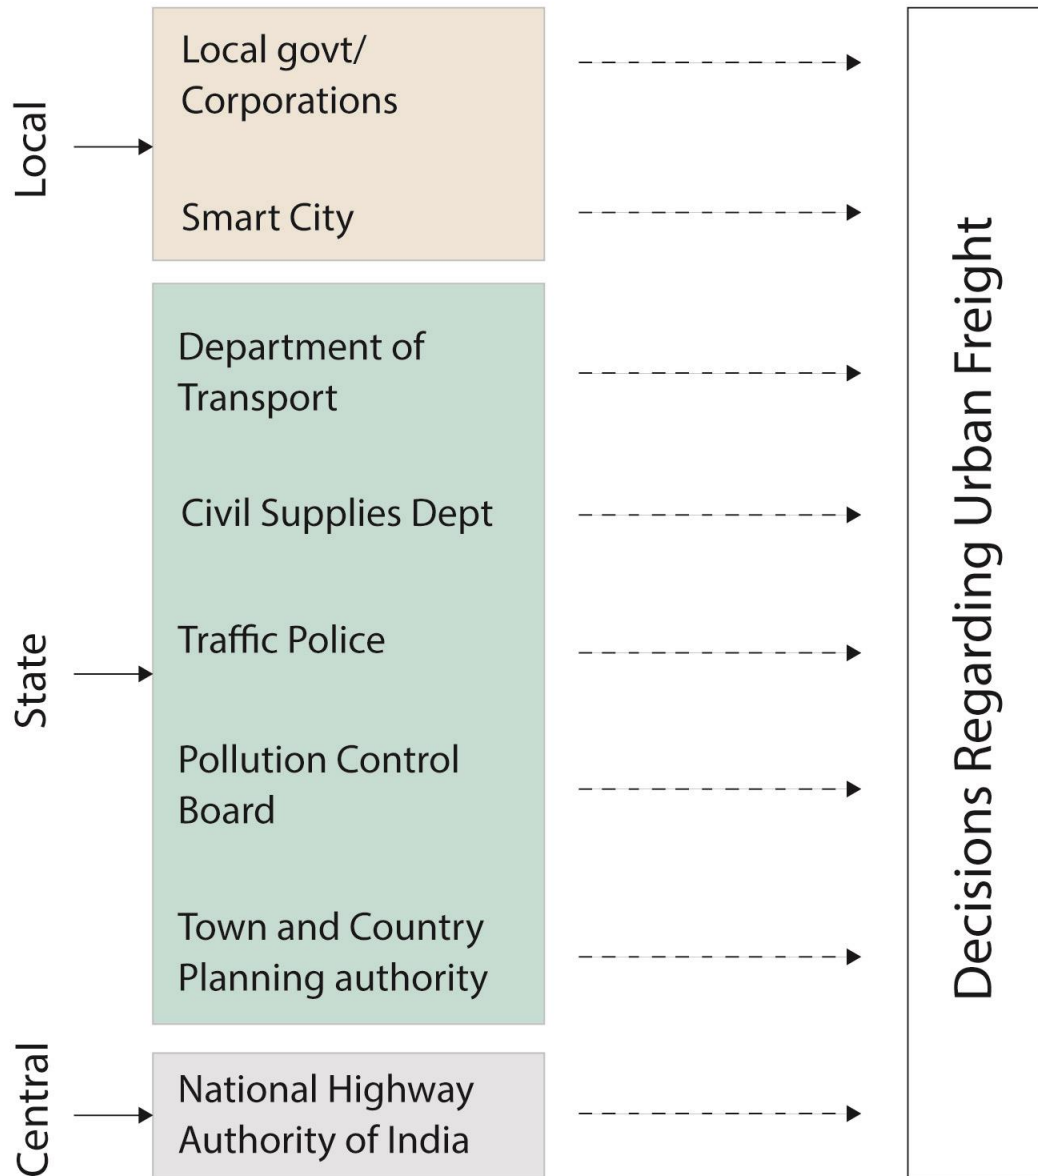 Local
Local govt/
Corporations
Smart City
State
Department of
Transport
Civil Supplies Dept
Traffic Police
Pollution Control
Board
Town and Country
Planning authority
Central
National Highway
Authority of India
Decisions Regarding Urban Freight